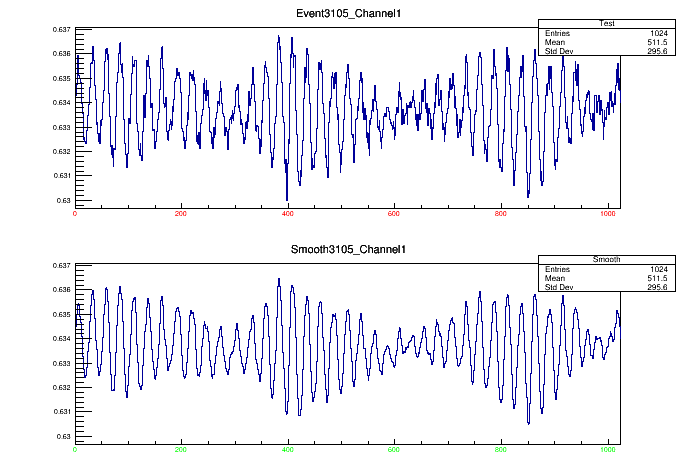 Event3105_Channel1
Test
Entries 1024
Mean 511.5
Std Dev 295.6
0.637
0.636
0.635
0.634
0.633
0.632
0.631
0.63
0 200 400 600 800 1000
Smooth3105_Channel1
Smooth
Entries 1024
Mean 511.5
Std Dev 295.6
0.637
0.636
0.635
0.634
0.633
0.632
0.631
0.63
0 200 400 600 800 1000